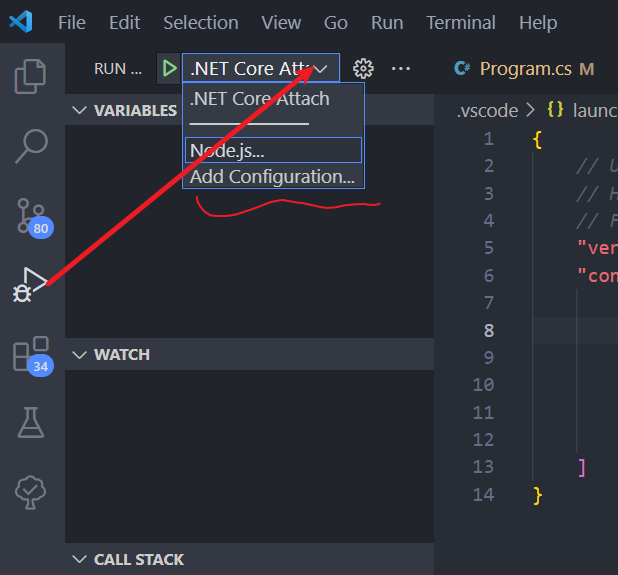 File Edit Selection View Go Run Terminal Help
RUN ... .NET Core Att
.NET Core Attach
Node.js...
Add Configuration...
VARIABLES
80
34
WATCH
CALL STACK
Program.cs M
.vscode > {} launc
1 {
2 // U
3 // H
4 // F
5 "ver
6 "con
7
8
9
10
11
12
13 ]
14 }